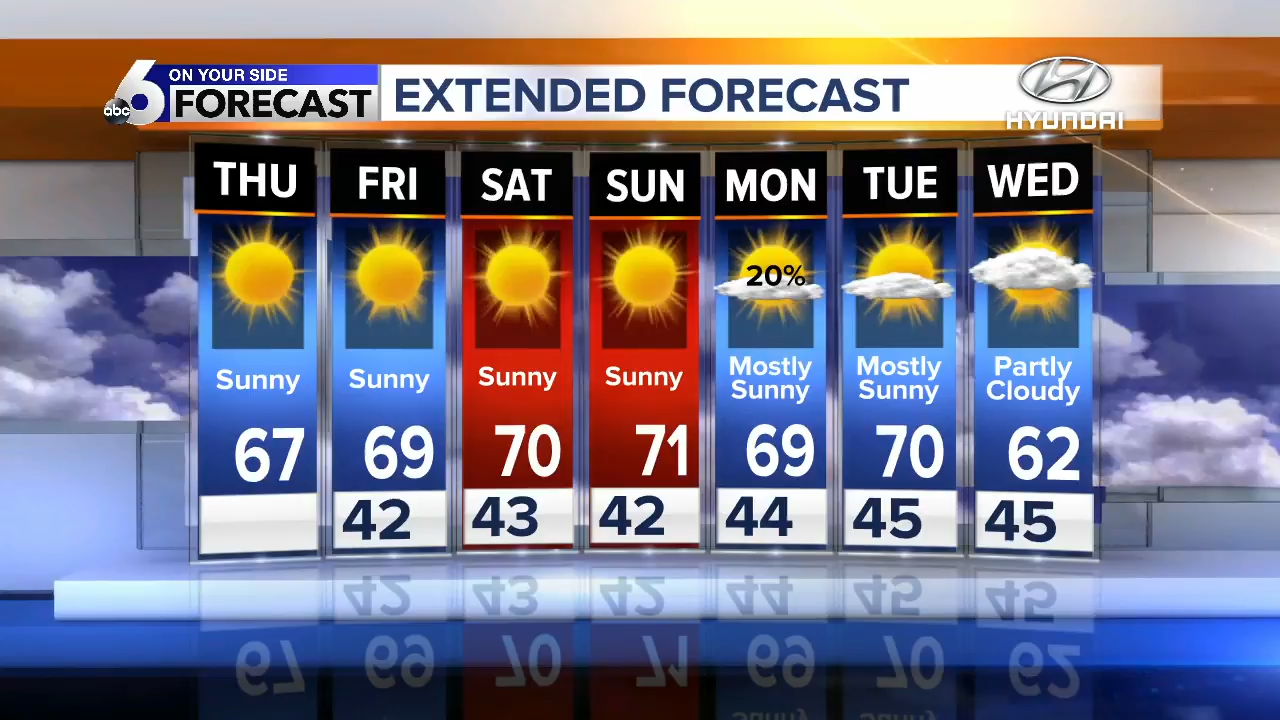 abc 6 ON YOUR SIDE
FORECAST
EXTENDED FORECAST
HYUNDAI
THU FRI SAT SUN MON TUE WED
20%
Sunny Sunny Sunny Sunny Mostly Sunny Mostly Sunny Partly Cloudy
67 69 70 71 69 70 62
42 43 42 44 45 45